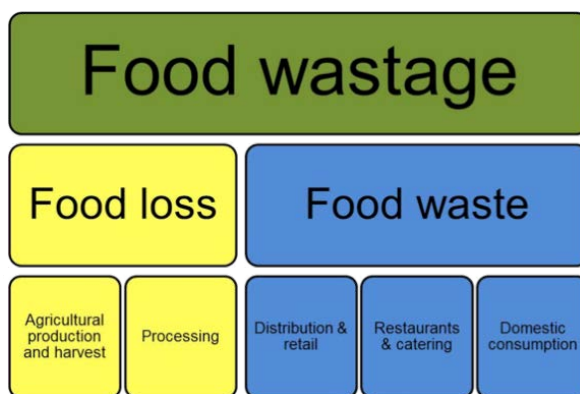 Food wastage
Food loss
Food waste
Agricultural
production
and harvest
Processing
Distribution &
retail
Restaurants
& catering
Domestic
consumption